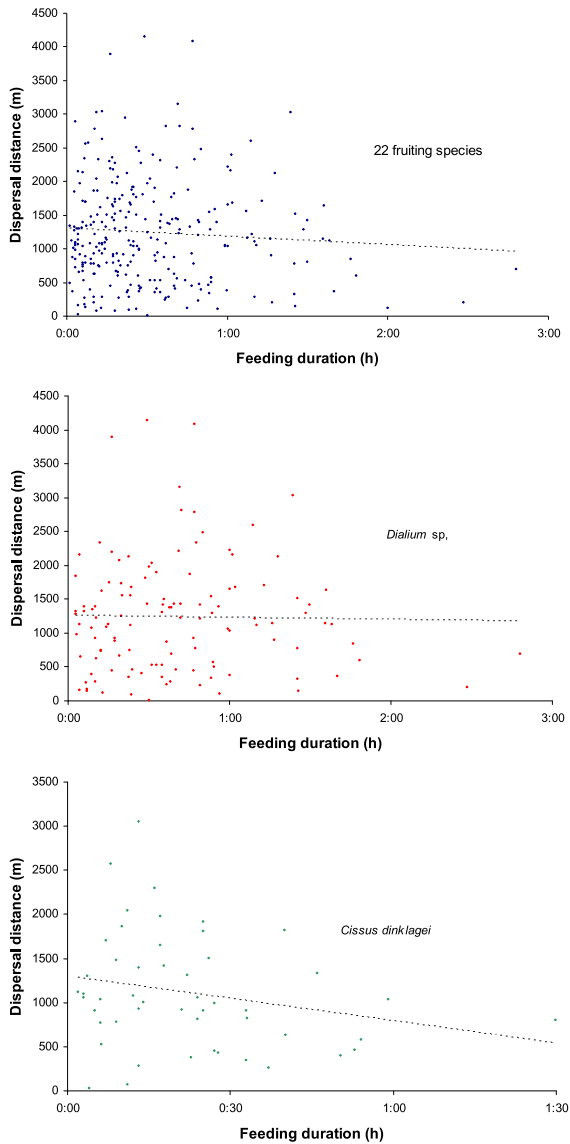 4500
4000
3500
3000
2500
2000
1500
1000
500
0
Dispersal distance (m)
22 fruiting species
0:00 1:00 2:00 3:00
Feeding duration (h)
4500
4000
3500
3000
2500
2000
1500
1000
500
0
Dispersal distance (m)
Dialium sp,
0:00 1:00 2:00 3:00
Feeding duration (h)
3500
3000
2500
2000
1500
1000
500
0
Dispersal distance (m)
Cissus dinklagei
0:00 0:30 1:00 1:30
Feeding duration (h)